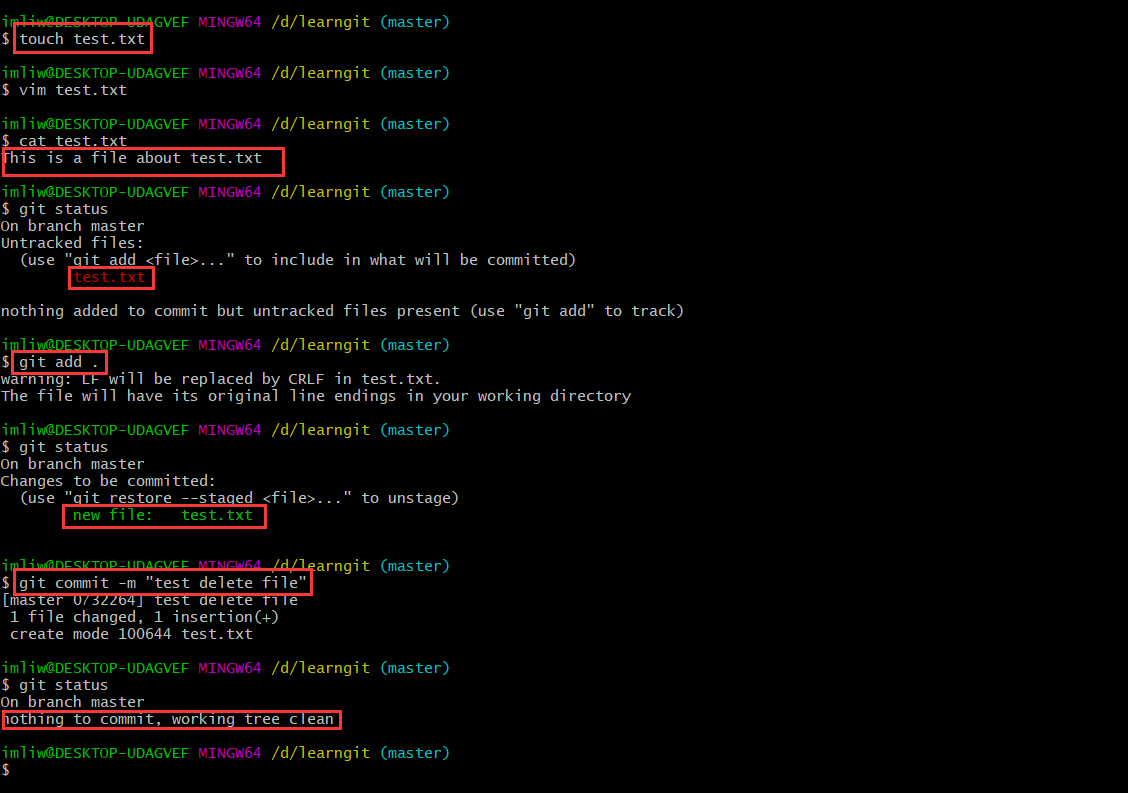 imliw@DESKTOP-UDAGVEF MINGW64 /d/learngit (master)
$ touch test.txt
imliw@DESKTOP-UDAGVEF MINGW64 /d/learngit (master)
$ vim test.txt
imliw@DESKTOP-UDAGVEF MINGW64 /d/learngit (master)
$ cat test.txt
This is a file about test.txt
imliw@DESKTOP-UDAGVEF MINGW64 /d/learngit (master)
$ git status
On branch master
Untracked files:
  (use "git add <file>..." to include in what will be committed)
        test.txt
nothing added to commit but untracked files present (use "git add" to track)
imliw@DESKTOP-UDAGVEF MINGW64 /d/learngit (master)
$ git add .
warning: LF will be replaced by CRLF in test.txt.
The file will have its original line endings in your working directory
imliw@DESKTOP-UDAGVEF MINGW64 /d/learngit (master)
$ git status
On branch master
Changes to be committed:
  (use "git restore --staged <file>..." to unstage)
        new file:   test.txt
imliw@DESKTOP-UDAGVEF MINGW64 /d/learngit (master)
$ git commit -m "test delete file"
[master 0732264] test delete file
 1 file changed, 1 insertion(+)
 create mode 100644 test.txt
imliw@DESKTOP-UDAGVEF MINGW64 /d/learngit (master)
$ git status
On branch master
nothing to commit, working tree clean
imliw@DESKTOP-UDAGVEF MINGW64 /d/learngit (master)
$